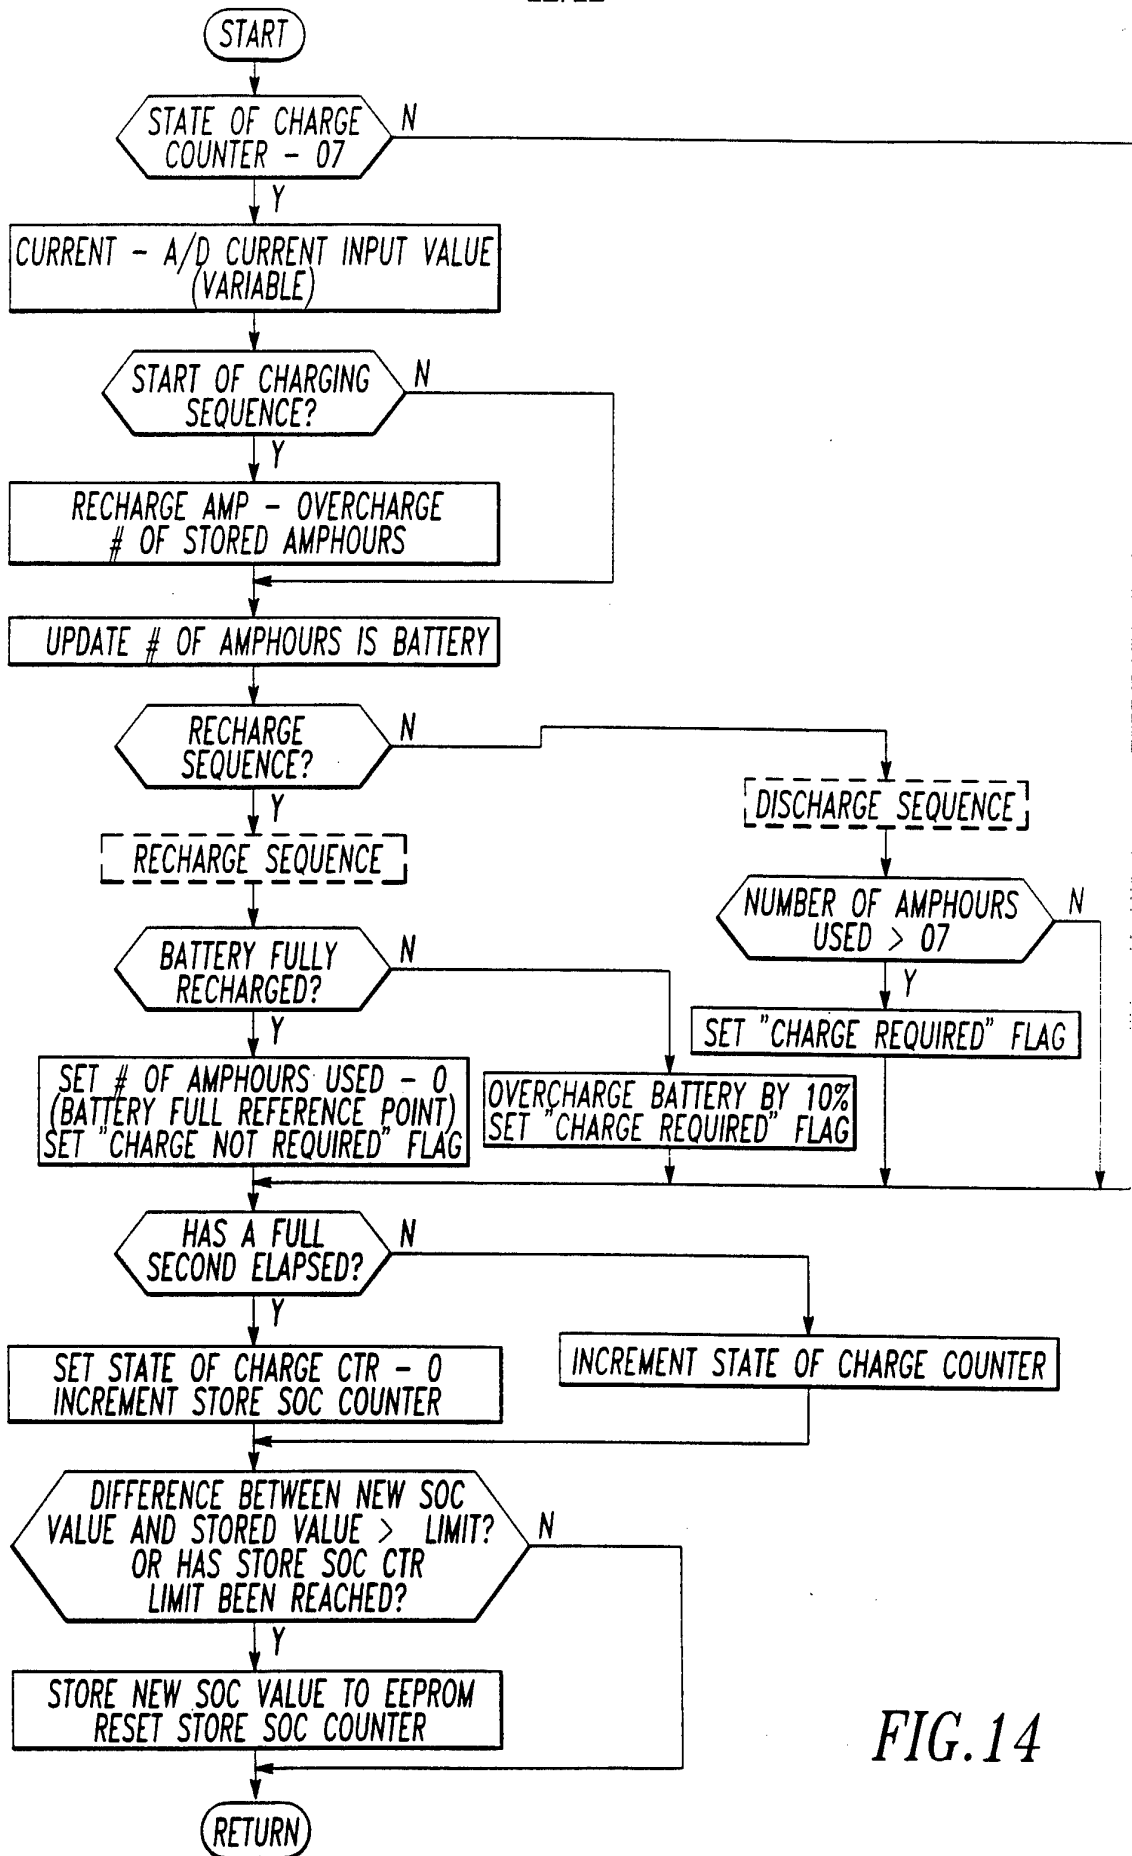 START
STATE OF CHARGE
COUNTER - 07
N
Y
CURRENT - A/D CURRENT INPUT VALUE
(VARIABLE)
START OF CHARGING
SEQUENCE?
N
Y
RECHARGE AMP - OVERCHARGE
# OF STORED AMPHOURS
UPDATE # OF AMPHOURS IS BATTERY
RECHARGE
SEQUENCE?
N
Y
RECHARGE SEQUENCE
DISCHARGE SEQUENCE
NUMBER OF AMPHOURS
USED > 07
N
Y
SET "CHARGE REQUIRED" FLAG
BATTERY FULLY
RECHARGED?
N
Y
SET # OF AMPHOURS USED - 0
(BATTERY FULL REFERENCE POINT)
SET "CHARGE NOT REQUIRED" FLAG
OVERCHARGE BATTERY BY 10%
SET "CHARGE REQUIRED" FLAG
HAS A FULL
SECOND ELAPSED?
N
Y
SET STATE OF CHARGE CTR - 0
INCREMENT STORE SOC COUNTER
INCREMENT STATE OF CHARGE COUNTER
DIFFERENCE BETWEEN NEW SOC
VALUE AND STORED VALUE > LIMIT?
OR HAS STORE SOC CTR
LIMIT BEEN REACHED?
N
Y
STORE NEW SOC VALUE TO EEPROM
RESET STORE SOC COUNTER
RETURN
FIG.14